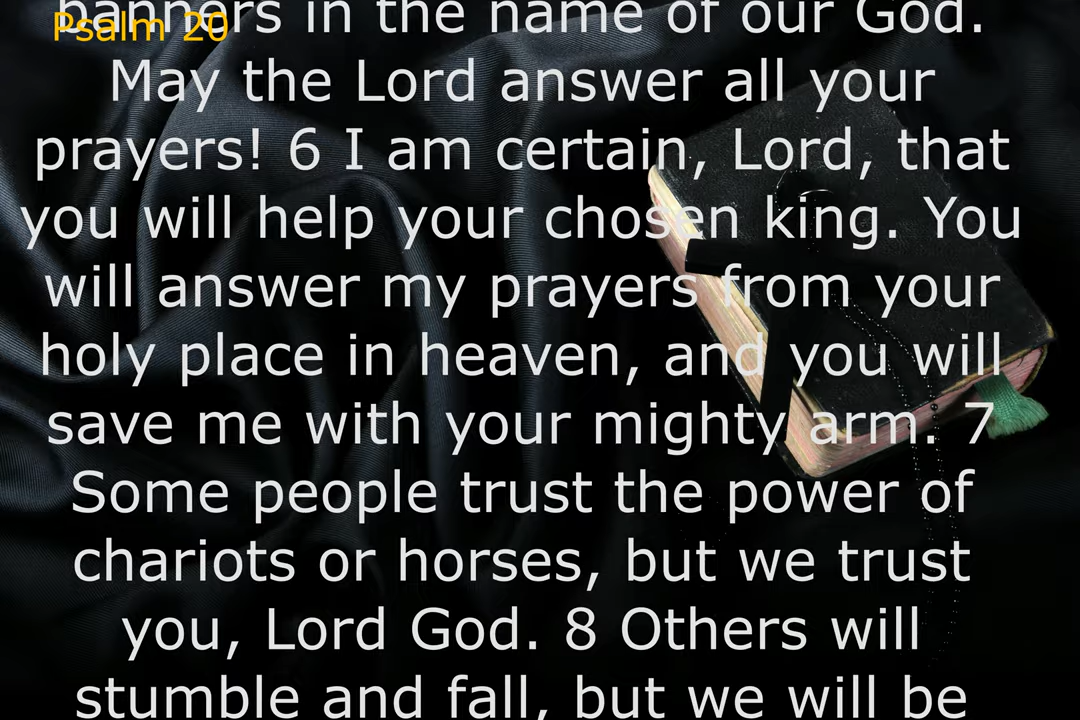 Psalm 20
banners in the name of our God.
May the Lord answer all your
prayers! 6 I am certain, Lord, that
you will help your chosen king. You
will answer my prayers from your
holy place in heaven, and you will
save me with your mighty arm. 7
Some people trust the power of
chariots or horses, but we trust
you, Lord God. 8 Others will
stumble and fall, but we will be